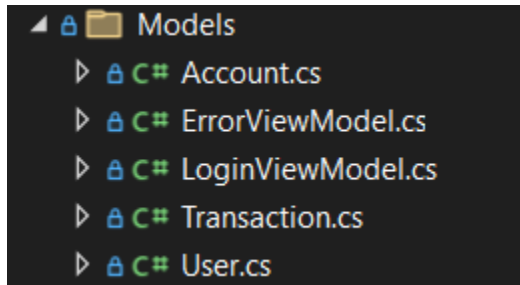 Models
C# Account.cs
C# ErrorViewModel.cs
C# LoginViewModel.cs
C# Transaction.cs
C# User.cs